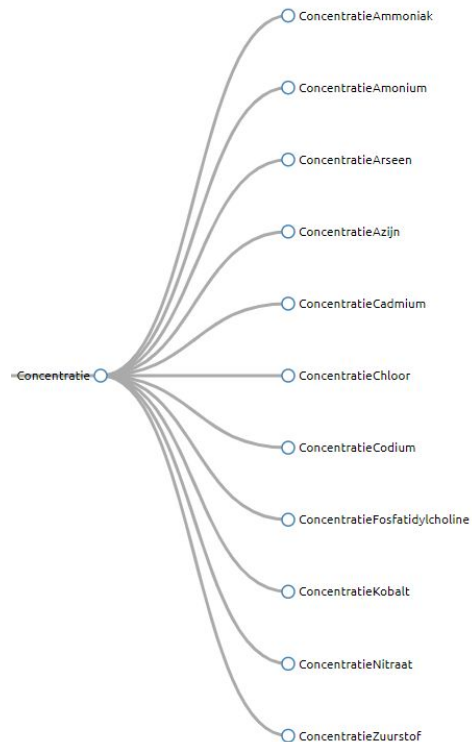 ConcentratieAmmoniak
ConcentratieAmonium
ConcentratieArseen
ConcentratieAzijn
ConcentratieCadmium
Concentratie
ConcentratieChloor
ConcentratieCodium
ConcentratieFosfatidylcholine
ConcentratieKobalt
ConcentratieNitraat
ConcentratieZuurstof